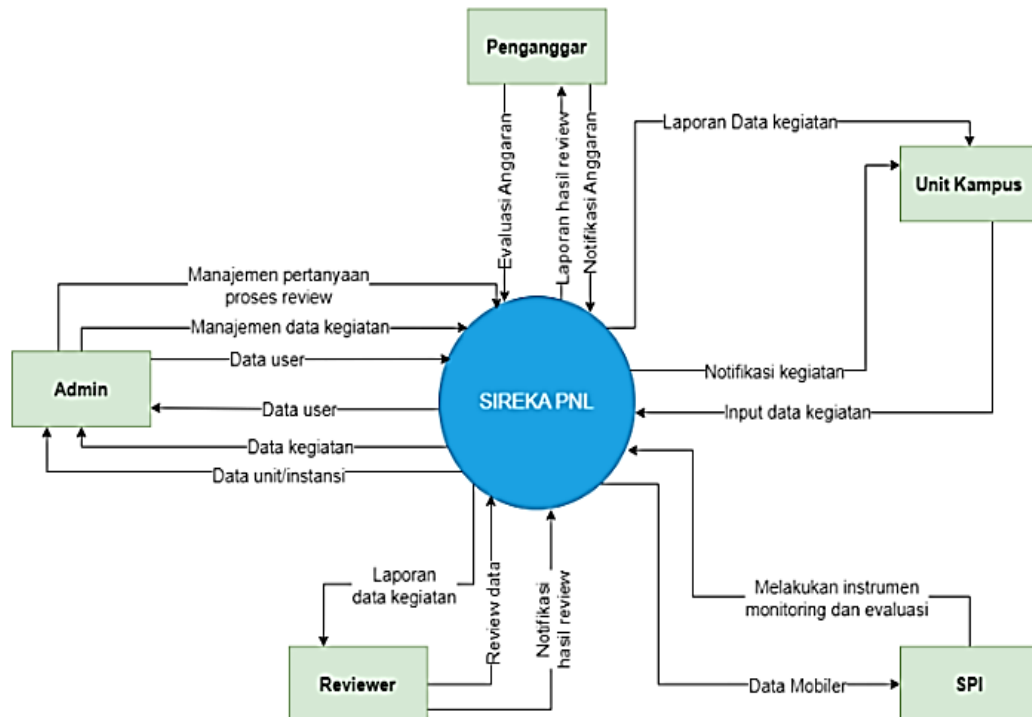 Penganggar
Evaluasi Anggaran
Laporan hasil review
Notifikasi Anggaran
Laporan Data kegiatan
Unit Kampus
Manajemen pertanyaan
proses review
Manajemen data kegiatan
Data user
Admin
SIREKA PNL
Notifikasi kegiatan
Data user
Input data kegiatan
Data kegiatan
Data unit/instansi
Laporan
data kegiatan
Review data
Notifikasi
hasil review
Melakukan instrumen
monitoring dan evaluasi
Reviewer
Data Mobiler
SPI